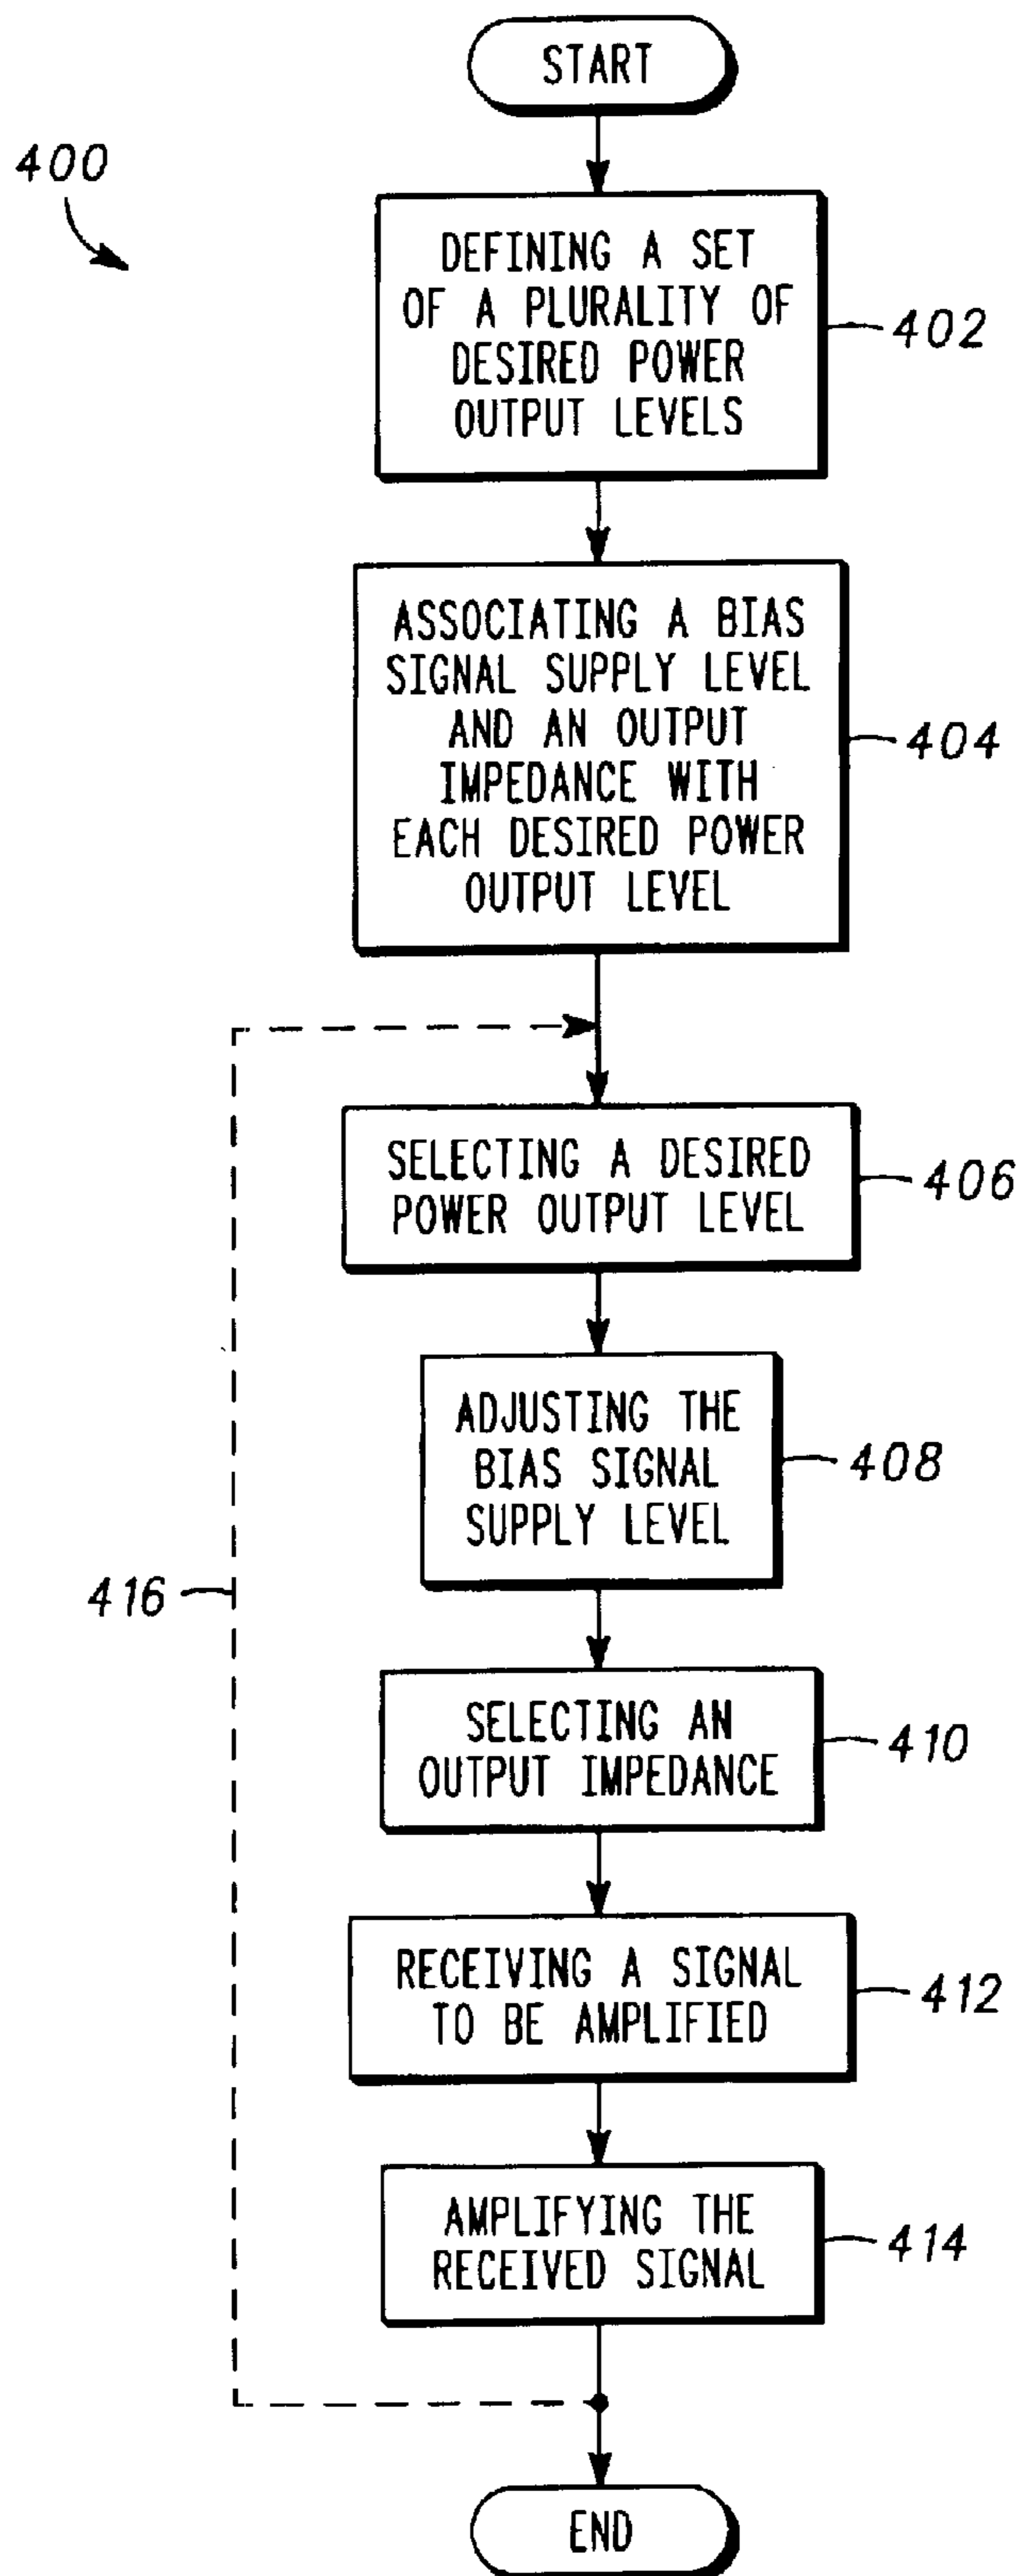 START
400
DEFINING A SET
OF A PLURALITY OF
DESIRED POWER
OUTPUT LEVELS
402
ASSOCIATING A BIAS
SIGNAL SUPPLY LEVEL
AND AN OUTPUT
IMPEDANCE WITH
EACH DESIRED POWER
OUTPUT LEVEL
404
SELECTING A DESIRED
POWER OUTPUT LEVEL
406
ADJUSTING THE
BIAS SIGNAL
SUPPLY LEVEL
408
416
SELECTING AN
OUTPUT IMPEDANCE
410
RECEIVING A SIGNAL
TO BE AMPLIFIED
412
AMPLIFYING THE
RECEIVED SIGNAL
414
END